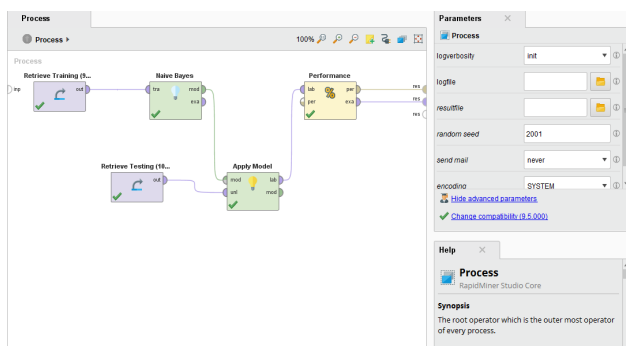 Process
Process
100%
Process
inp
Retrieve Training (9...
out
Naive Bayes
tra
mod
exa
Performance
lab
per
per
exa
res
res
res
Retrieve Testing (10...
out
Apply Model
mod
lab
unl
mod
Parameters
Process
logverbosity
init
logfile
resultfile
random seed
2001
send mail
never
encoding
SYSTEM
Hide advanced parameters
Change compatibility (9.5.000)
Help
Process
RapidMiner Studio Core
Synopsis
The root operator which is the outer most operator
of every process.